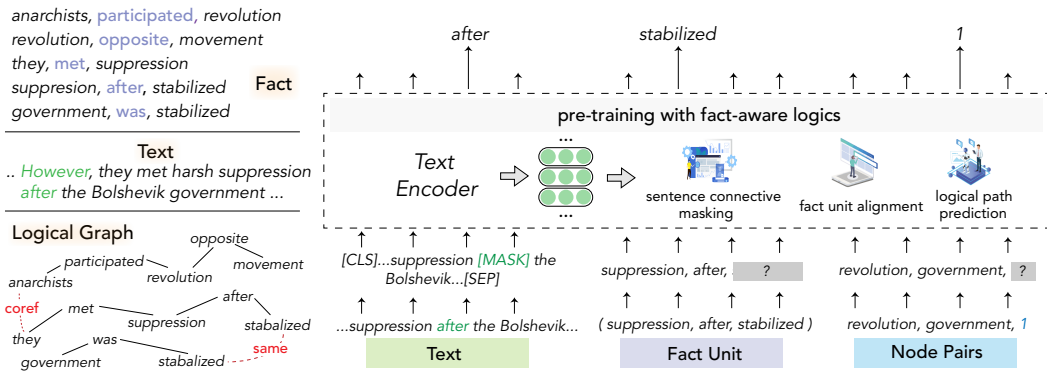 anarchists, participated, revolution
revolution, opposite, movement
they, met, suppression
suppresion, after, stabilized
government, was, stabilized
Fact
Text
.. However, they met harsh suppression
after the Bolshevik government ...
Logical Graph
opposite
participated
movement
revolution
anarchists
coref
met
after
suppression
stabalized
they
was
same
government
stabalized
after
stabilized
1
pre-training with fact-aware logics
Text
Encoder
...
...
sentence connective
masking
fact unit alignment
logical path
prediction
[CLS]...suppression [MASK] the
Bolshevik...[SEP]
suppression, after, ?
revolution, government, ?
...suppression after the Bolshevik...
( suppression, after, stabilized )
revolution, government, 1
Text
Fact Unit
Node Pairs